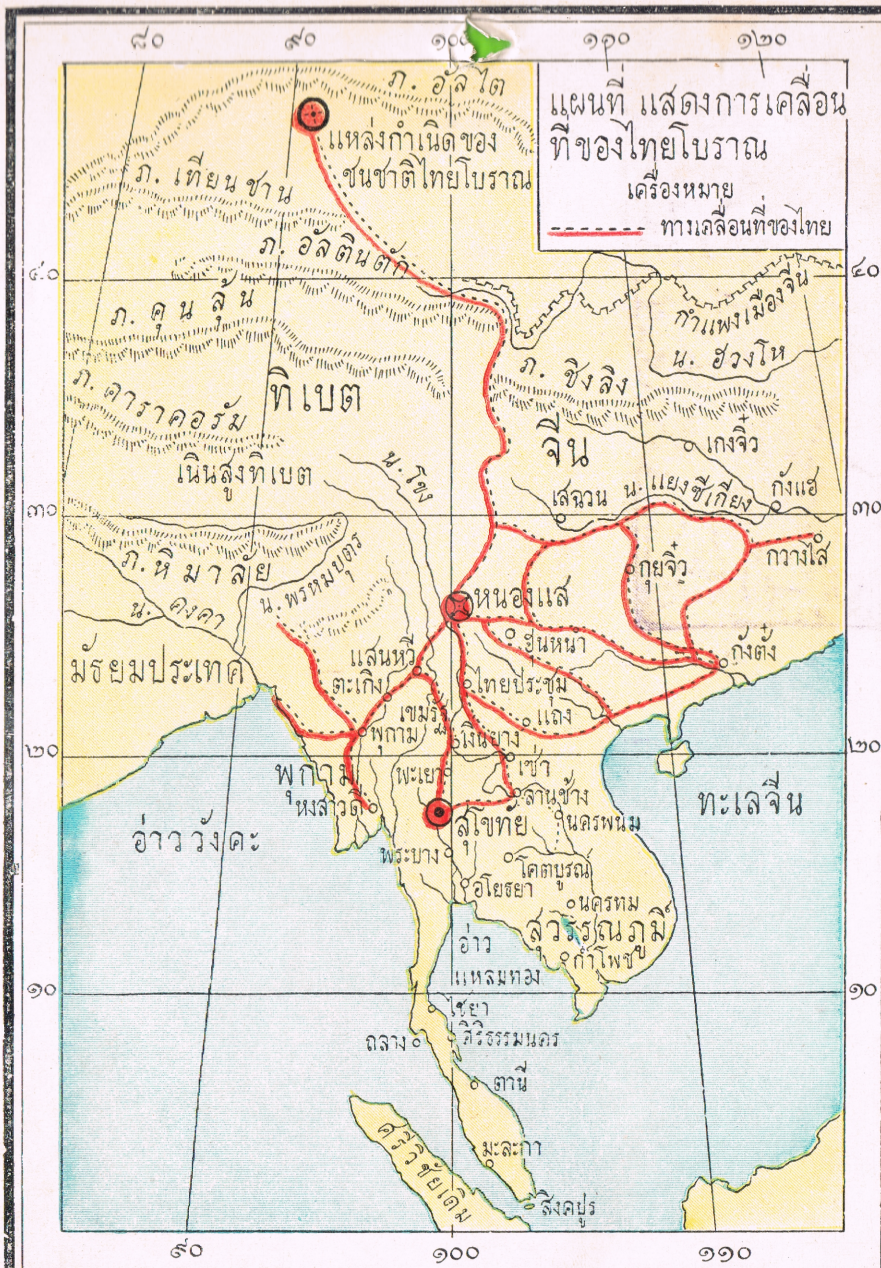 ๘๐ ๙๐ ๑๐๐ ๑๑๐ ๑๒๐
แผนที่ แสดงการเคลื่อน
ที่ของไทยโบราณ
เครื่องหมาย
ทางเคลื่อนที่ของไทย
ภ. อัลไต
แหล่งกำเนิดของ
ชนชาติไทยโบราณ
ภ. เทียนชาน
ภ. อัลตินตัก
๔๐
๔๐
ภ. คุนลุ้น
กำแพงเมืองจีน
น. ฮวงโห
ภ. ชิงลิง
ภ. คาราคอรัม
ทิเบต
จีน
เกงจิ๋ว
เนินสูงทิเบต
น. โขง
เสฉวน
น. แยงซีเกียง
กังแฮ
๓๐
๓๐
ภ. หิมาลัย
น. พรหมบุตร
น. คงคา
กวางไส
กุยจิ๋ว
หนองแส
ฮุนหนา
กังตั๋ง
มัธยมประเทศ
แสนหวี
ตะเกิง
ไทยประชุม
เขมรัฐ
แถง
พุกาม
เงินยาง
๒๐
๒๐
เซ่า
พุกาม
พะเยา
หงสาวดี
ลานช้าง
ทะเลจีน
อ่าววังคะ
สุโขทัย
นครพนม
พระบาง
โคตบูรณ์
อโยธยา
นครทม
สุวรรณภูมิ
กำโพช
อ่าว
แหลมทอง
๑๐
๑๐
ไชยา
ถลาง
ศิริธรรมนคร
ตานี
มะละกา
ศรีวิชัยเดิม
สิงคปูร
๙๐ ๑๐๐ ๑๑๐